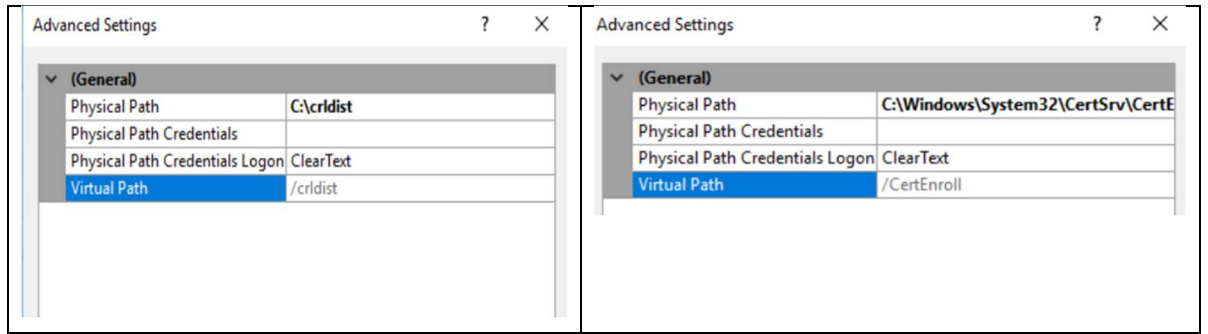 Advanced Settings ? ×
(General)
Physical Path C:\crldist
Physical Path Credentials
Physical Path Credentials Logon ClearText
Virtual Path /crldist
Advanced Settings ? ×
(General)
Physical Path C:\Windows\System32\CertSrv\CertE
Physical Path Credentials
Physical Path Credentials Logon ClearText
Virtual Path /CertEnroll